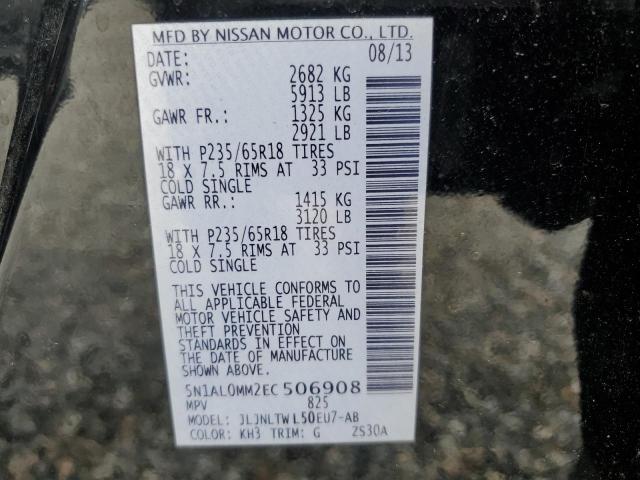 MFD BY NISSAN MOTOR CO., LTD.
DATE: 08/13
GVWR: 2682 KG
5913 LB
GAWR FR.: 1325 KG
2921 LB
WITH P235/65R18 TIRES
18 X 7.5 RIMS AT 33 PSI
COLD SINGLE
GAWR RR.: 1415 KG
3120 LB
WITH P235/65R18 TIRES
18 X 7.5 RIMS AT 33 PSI
COLD SINGLE
THIS VEHICLE CONFORMS TO
ALL APPLICABLE FEDERAL
MOTOR VEHICLE SAFETY AND
THEFT PREVENTION
STANDARDS IN EFFECT ON
THE DATE OF MANUFACTURE
SHOWN ABOVE.
5N1AL0MM2EC506908
MPV 825
MODEL: JLJNLTWL50EU7-AB
COLOR: KH3 TRIM: G ZS30A